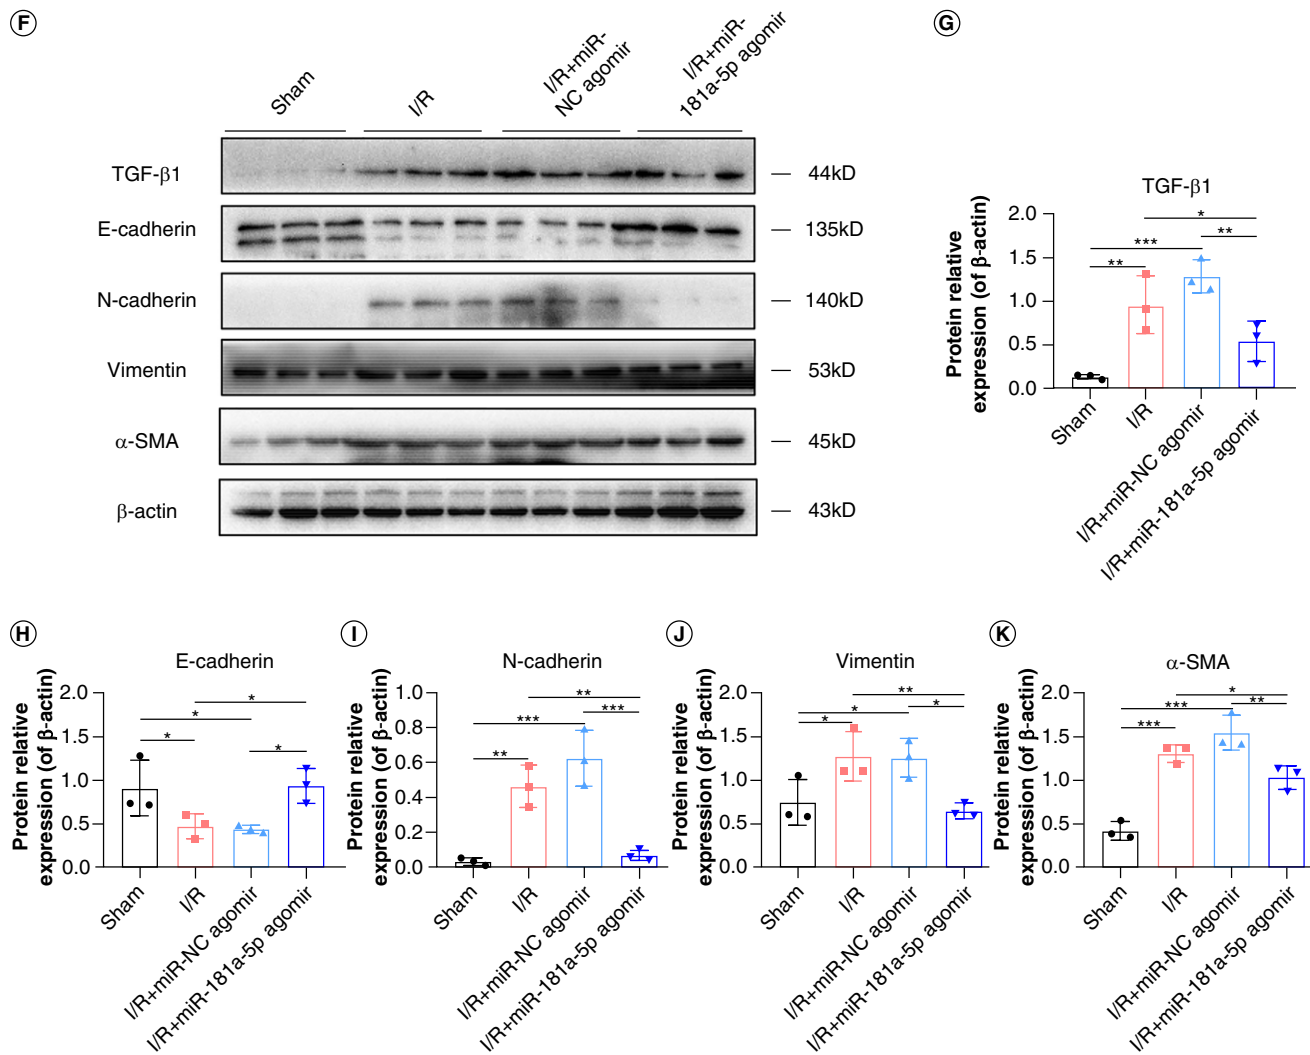 F
Sham
I/R
I/R+miR-
NC agomir
I/R+miR-
181a-5p agomir
TGF-β1
44kD
E-cadherin
135kD
N-cadherin
140kD
Vimentin
53kD
α-SMA
45kD
β-actin
43kD
G
TGF-β1
Protein relative
expression (of β-actin)
2.0
1.5
1.0
0.5
0.0
*
***
**
**
Sham
I/R
I/R+miR-NC agomir
I/R+miR-181a-5p agomir
H
E-cadherin
Protein relative
expression (of β-actin)
2.0
1.5
1.0
0.5
0.0
*
*
*
*
Sham
I/R
I/R+miR-NC agomir
I/R+miR-181a-5p agomir
I
N-cadherin
Protein relative
expression (of β-actin)
1.0
0.8
0.6
0.4
0.2
0.0
**
***
***
**
Sham
I/R
I/R+miR-NC agomir
I/R+miR-181a-5p agomir
J
Vimentin
Protein relative
expression (of β-actin)
2.0
1.5
1.0
0.5
0.0
**
*
*
*
Sham
I/R
I/R+miR-NC agomir
I/R+miR-181a-5p agomir
K
α-SMA
Protein relative
expression (of β-actin)
2.0
1.5
1.0
0.5
0.0
*
**
***
***
Sham
I/R
I/R+miR-NC agomir
I/R+miR-181a-5p agomir